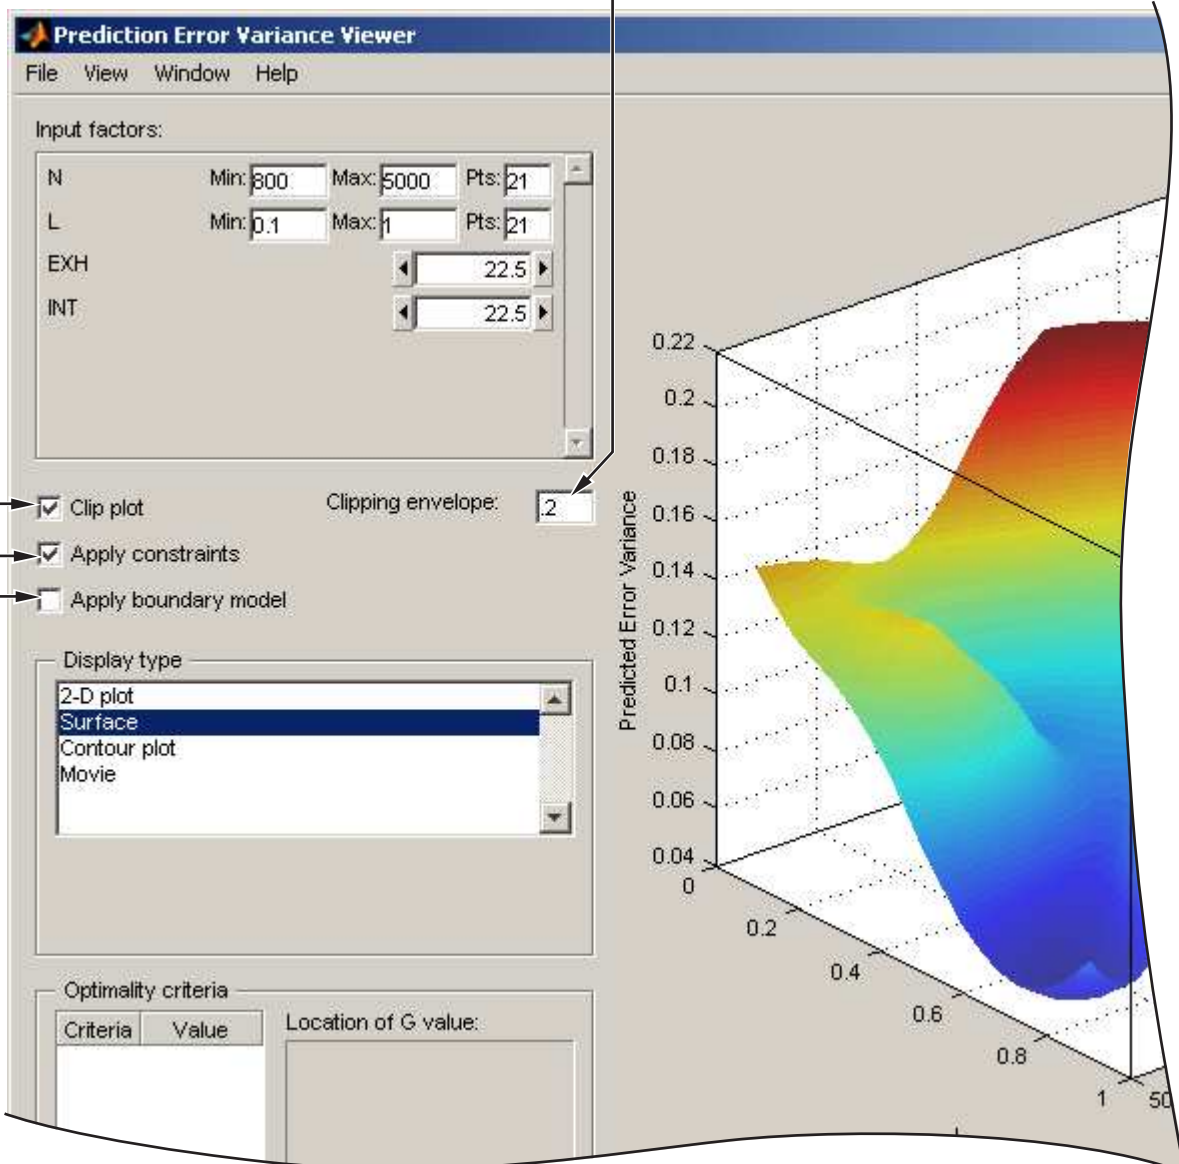 Prediction Error Variance Viewer
File View Window Help
Input factors:
N Min: 800 Max: 5000 Pts: 21
L Min: 0.1 Max: 1 Pts: 21
EXH 22.5
INT 22.5
Clip plot Clipping envelope: .2
Apply constraints
Apply boundary model
Display type
2-D plot
Surface
Contour plot
Movie
Optimality criteria
Criteria Value
Location of G value:
Predicted Error Variance
0.22
0.2
0.18
0.16
0.14
0.12
0.1
0.08
0.06
0.04
0
0.2
0.4
0.6
0.8
1
50